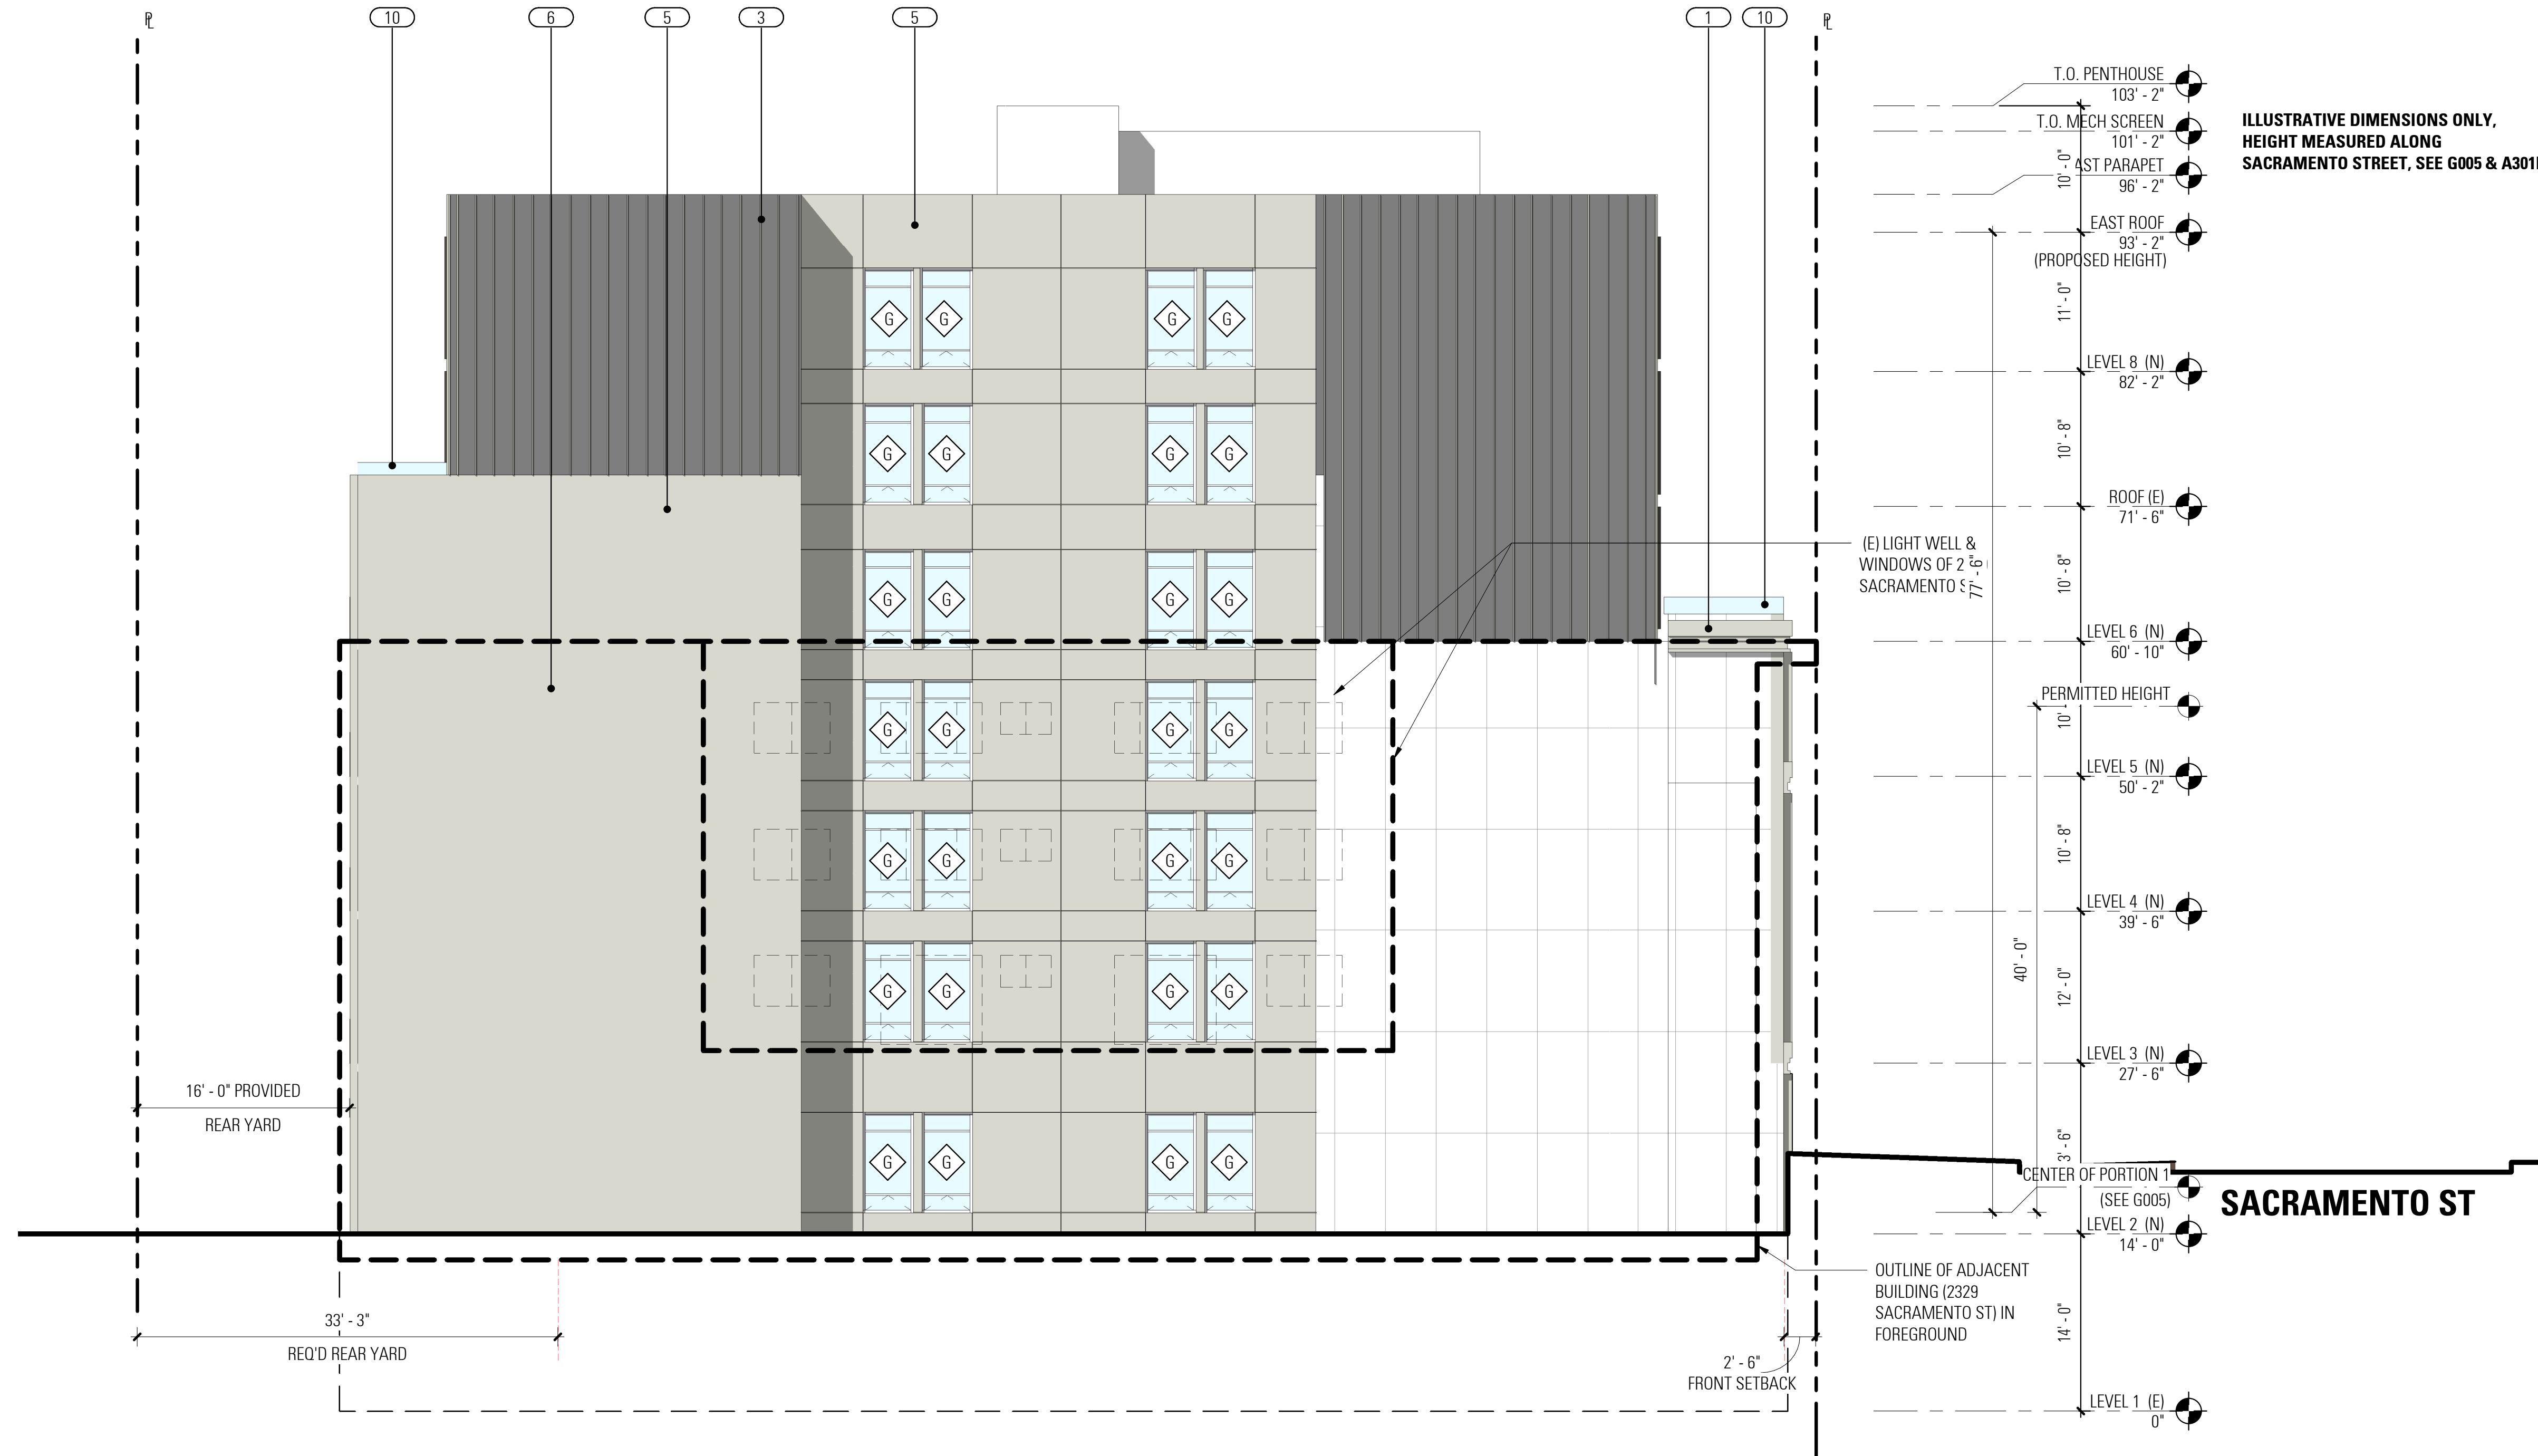 ℄
10
6
5
3
5
1
10
℄
T.O. PENTHOUSE
103' - 2"
T.O. MECH SCREEN
101' - 2"
AST PARAPET
96' - 2"
EAST ROOF
93' - 2"
(PROPOSED HEIGHT)
LEVEL 8 (N)
82' - 2"
ROOF (E)
71' - 6"
LEVEL 6 (N)
60' - 10"
PERMITTED HEIGHT
LEVEL 5 (N)
50' - 2"
LEVEL 4 (N)
39' - 6"
LEVEL 3 (N)
27' - 6"
CENTER OF PORTION 1
(SEE G005)
LEVEL 2 (N)
14' - 0"
LEVEL 1 (E)
0"
10' - 0"
11' - 0"
10' - 8"
10' - 8"
10' -
10' - 8"
12' - 0"
3' - 6"
14' - 0"
77' - 6"
40' - 0"
ILLUSTRATIVE DIMENSIONS ONLY,
HEIGHT MEASURED ALONG
SACRAMENTO STREET, SEE G005 & A301
G G G G
G G G G
G G G G
G G G G
G G G G
G G G G
G G G G
(E) LIGHT WELL &
WINDOWS OF 2
SACRAMENTO S
16' - 0" PROVIDED
REAR YARD
33' - 3"
REQ'D REAR YARD
2' - 6"
FRONT SETBACK
OUTLINE OF ADJACENT
BUILDING (2329
SACRAMENTO ST) IN
FOREGROUND
SACRAMENTO ST